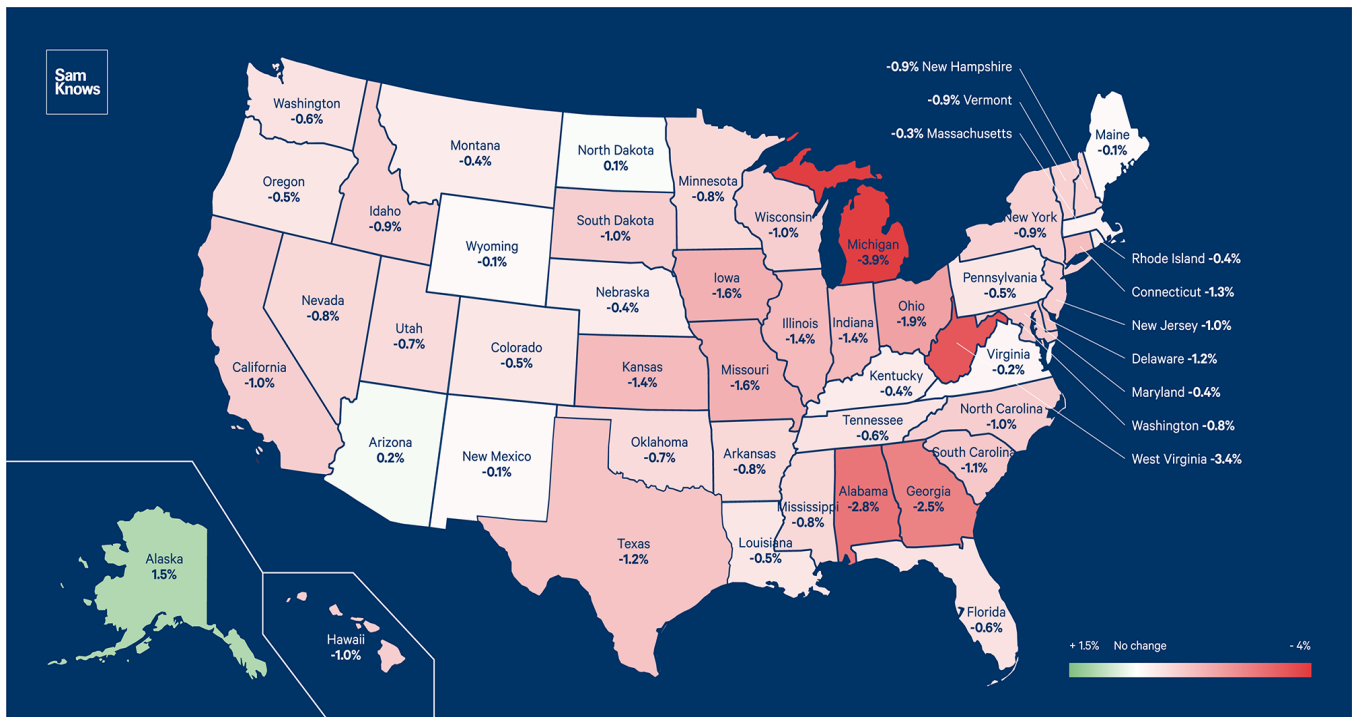 Sam
Knows
-0.9% New Hampshire
-0.9% Vermont
-0.3% Massachusetts
Washington
-0.6%
Montana
-0.4%
North Dakota
0.1%
Minnesota
-0.8%
Maine
-0.1%
Oregon
-0.5%
Idaho
-0.9%
Wyoming
-0.1%
South Dakota
-1.0%
Wisconsin
-1.0%
Michigan
-3.9%
New York
-0.9%
Rhode Island -0.4%
Connecticut -1.3%
New Jersey -1.0%
Delaware -1.2%
Maryland -0.4%
Washington -0.8%
West Virginia -3.4%
Nevada
-0.8%
Utah
-0.7%
Colorado
-0.5%
Nebraska
-0.4%
Iowa
-1.6%
Illinois
-1.4%
Indiana
-1.4%
Ohio
-1.9%
Pennsylvania
-0.5%
California
-1.0%
Kansas
-1.4%
Missouri
-1.6%
Kentucky
-0.4%
Virginia
-0.2%
Arizona
0.2%
New Mexico
-0.1%
Oklahoma
-0.7%
Arkansas
-0.8%
Tennessee
-0.6%
North Carolina
-1.0%
South Carolina
-1.1%
Texas
-1.2%
Louisiana
-0.5%
Mississippi
-0.8%
Alabama
-2.8%
Georgia
-2.5%
Florida
-0.6%
Alaska
1.5%
Hawaii
-1.0%
+ 1.5% No change - 4%